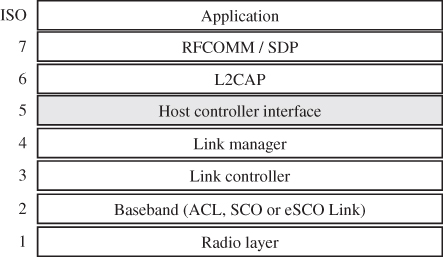 ISO Application
7 RFCOMM / SDP
6 L2CAP
5 Host controller interface
4 Link manager
3 Link controller
2 Baseband (ACL, SCO or eSCO Link)
1 Radio layer